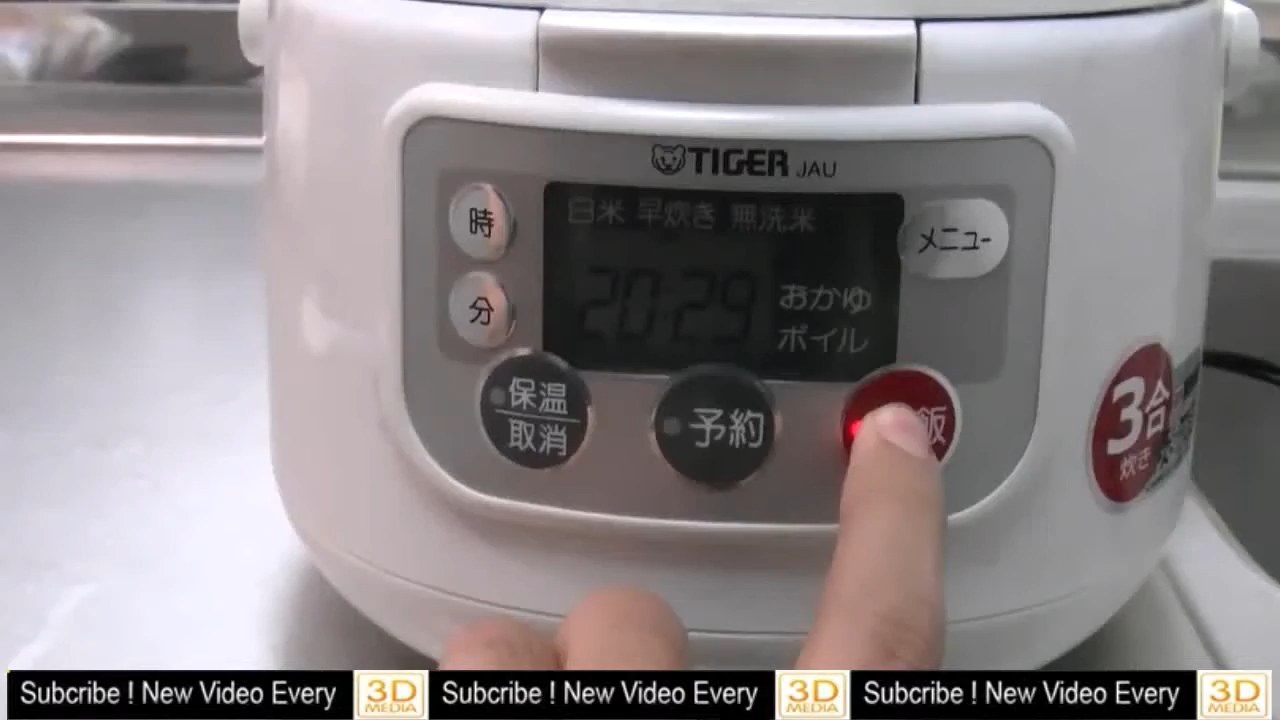 TIGER JAU
時
白米 早炊き 無洗米
メニュー
分
20:29
おかゆ
ボイル
保温
取消
予約
飯
3合
炊き
Subcribe ! New Video Every
3D
MEDIA
Subcribe ! New Video Every
3D
MEDIA
Subcribe ! New Video Every
3D
MEDIA